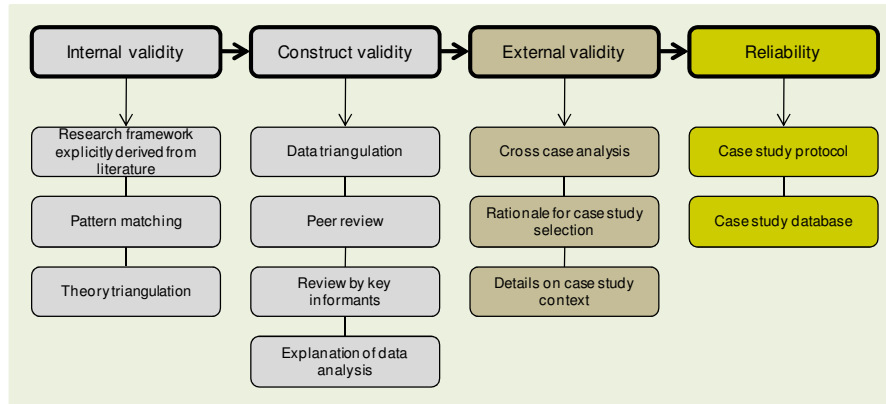 Internal validity
Construct validity
External validity
Reliability
Research framework
explicitly derived from
literature
Pattern matching
Theory triangulation
Data triangulation
Peer review
Review by key
informants
Explanation of data
analysis
Cross case analysis
Rationale for case study
selection
Details on case study
context
Case study protocol
Case study database